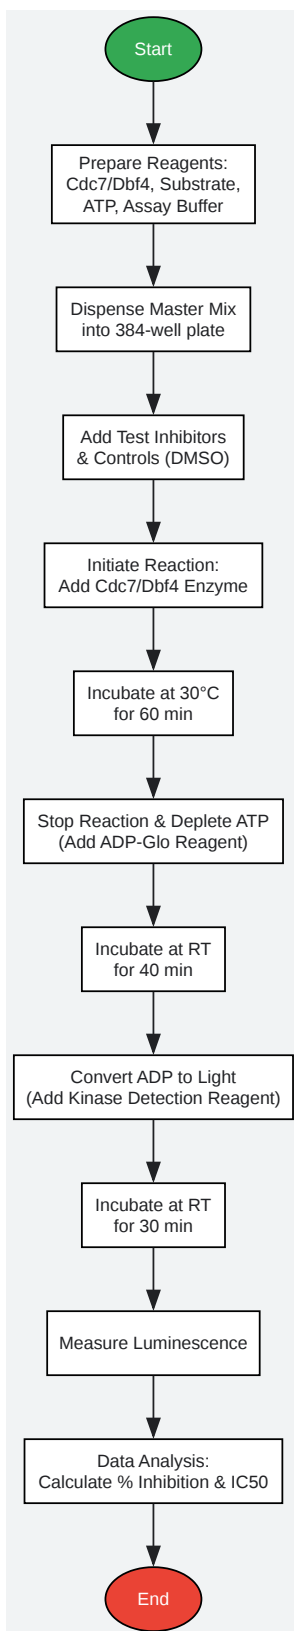 Start
Prepare Reagents:
Cdc7/Dbf4, Substrate,
ATP, Assay Buffer
Dispense Master Mix
into 384-well plate
Add Test Inhibitors
& Controls (DMSO)
Initiate Reaction:
Add Cdc7/Dbf4 Enzyme
Incubate at 30°C
for 60 min
Stop Reaction & Deplete ATP
(Add ADP-Glo Reagent)
Incubate at RT
for 40 min
Convert ADP to Light
(Add Kinase Detection Reagent)
Incubate at RT
for 30 min
Measure Luminescence
Data Analysis:
Calculate % Inhibition & IC50
End